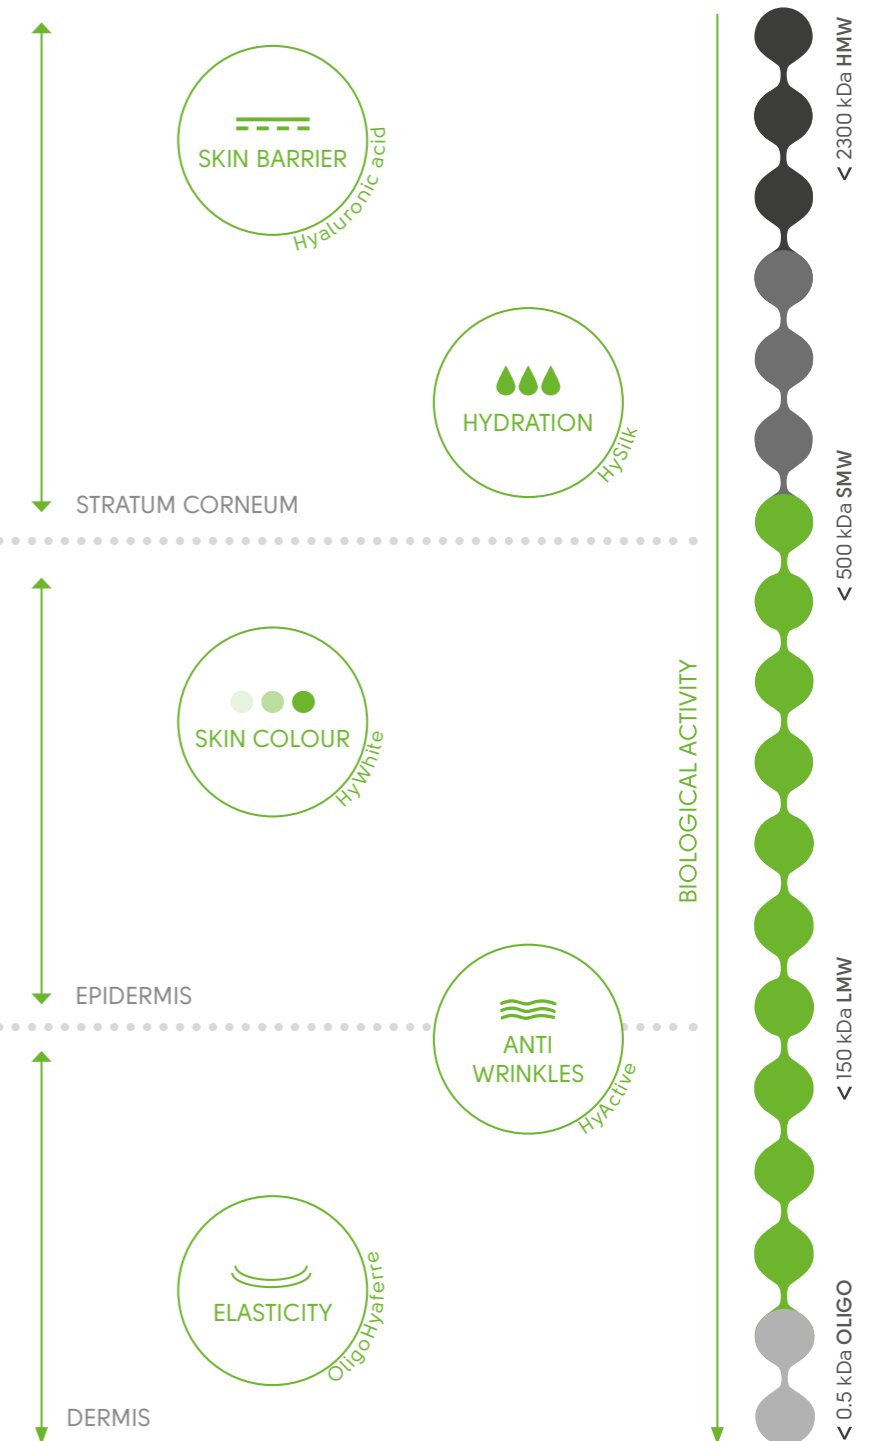 SKIN BARRIER
Hyaluronic acid
< 2300 kDa HMW
HYDRATION
HySilk
STRATUM CORNEUM
< 500 kDa SMW
SKIN COLOUR
HyWhite
BIOLOGICAL ACTIVITY
EPIDERMIS
< 150 kDa LMW
ANTI
WRINKLES
HyActive
ELASTICITY
OligoHyaferre
< 0.5 kDa OLIGO
DERMIS